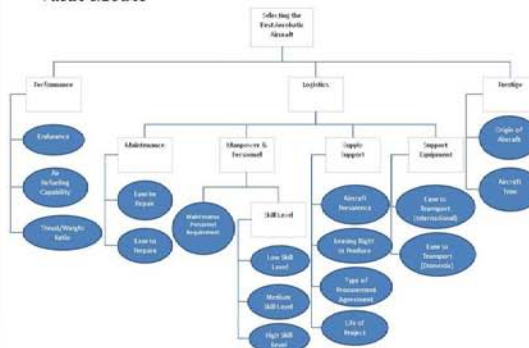 Selecting the
Best Aerobatic
Aircraft
Performance
Logistics
Prestige
Endurance
Air
Refueling
Capability
Thrust/Weight
Ratio
Maintenance
Manpower &
Personnel
Supply
Support
Support
Equipment
Origin of
Aircraft
Aircraft
Type
Ease to
Repair
Ease to
Maintenance
Personnel
Requirement
Skill Level
Low Skill
Level
Medium
Skill Level
High Skill
Level
Aircraft
Right
to Produce
Type of
Procurement
Agreement
Life of
Project
Ease to
Transport
(International)
Ease to
Transport
(Domestic)